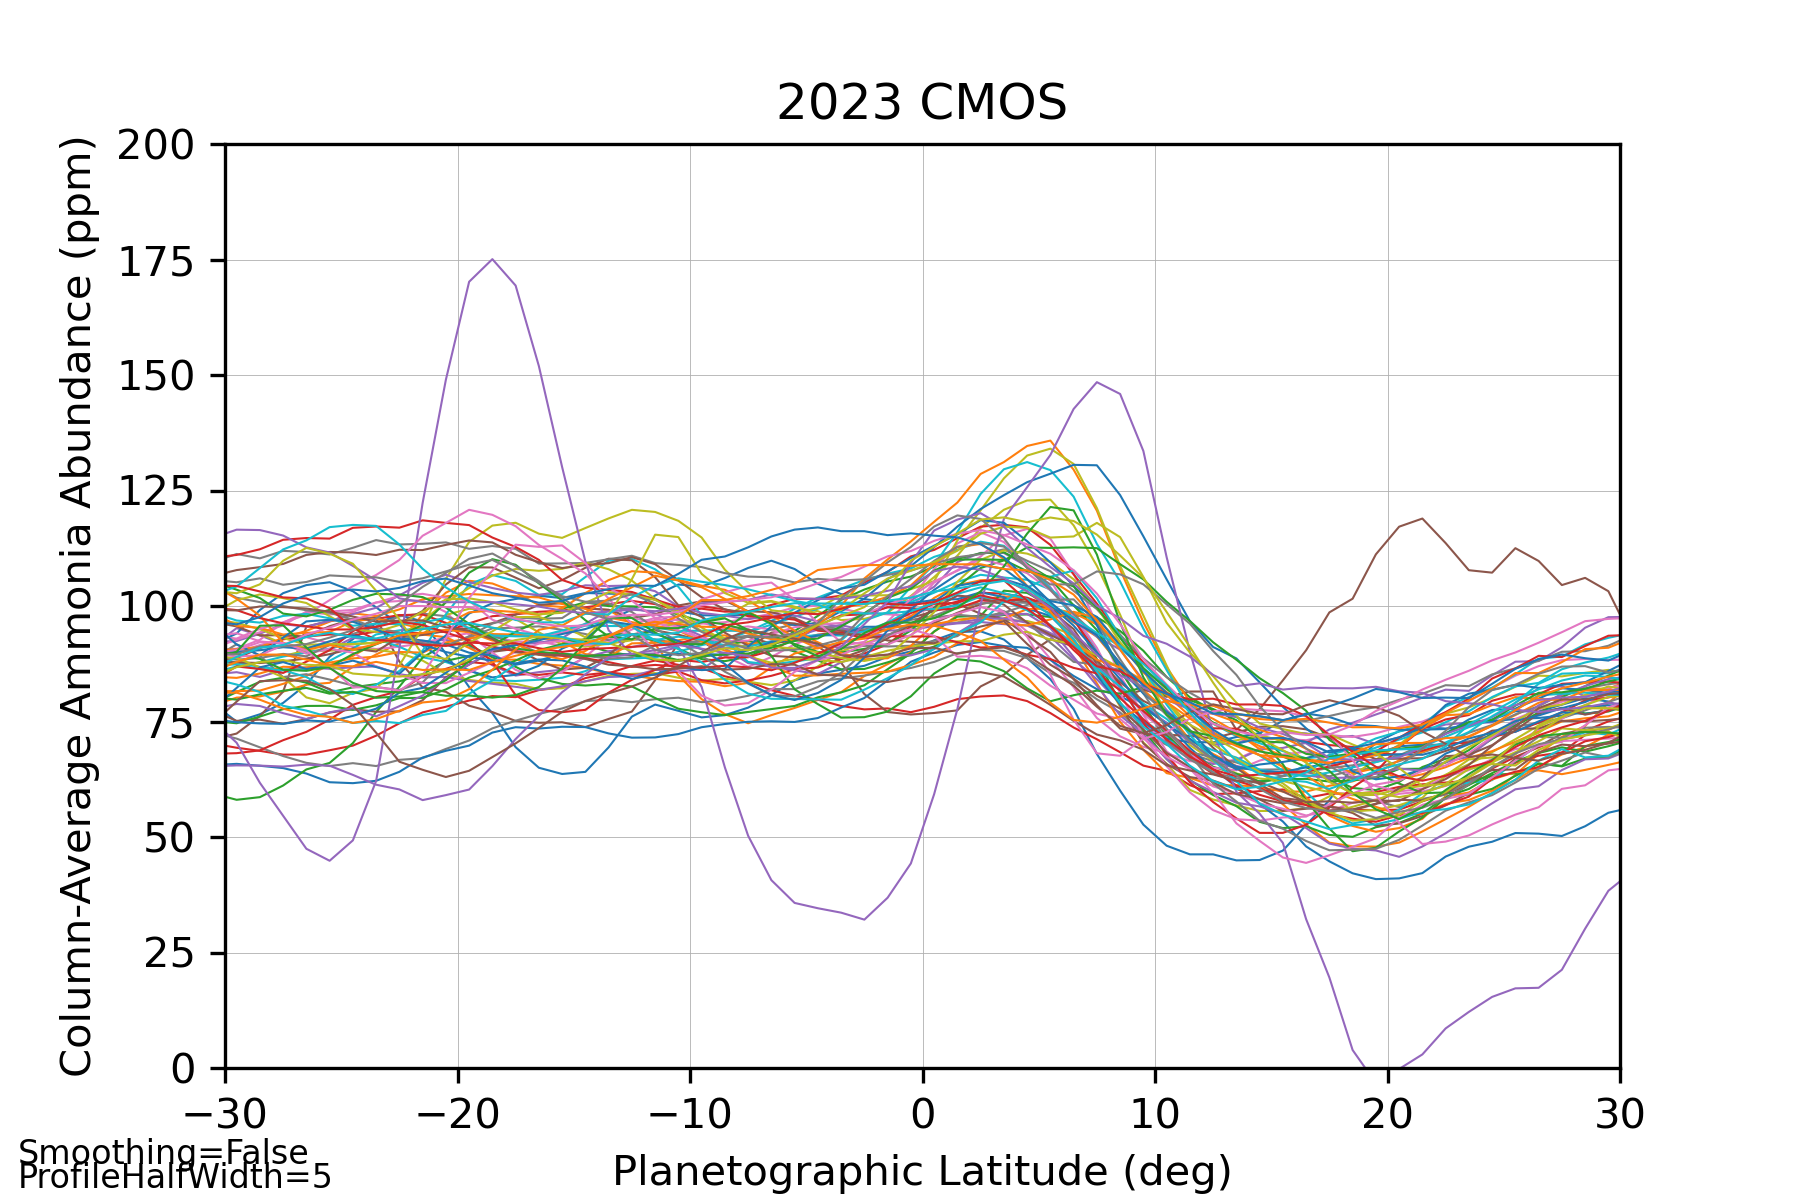 2023 CMOS
Column-Average Ammonia Abundance (ppm)
200
175
150
125
100
75
50
25
0
−30 −20 −10 0 10 20 30
Planetographic Latitude (deg)
Smoothing=False
ProfileHalfWidth=5